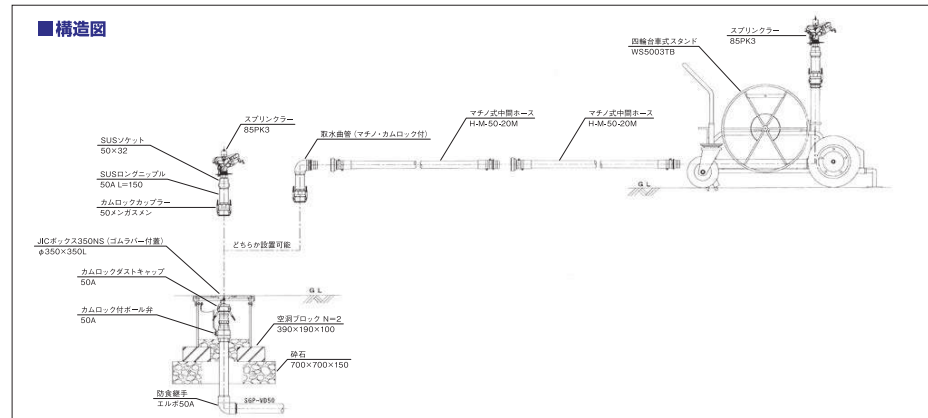 ■構造図
スプリンクラー
85PK3
四輪台車式スタンド
WS5003TB
スプリンクラー
85PK3
マチノ式中間ホース
H-M-50-20M
マチノ式中間ホース
H-M-50-20M
取水曲管（マチノ・カムロック付）
SUSソケット
50×32
SUSロングニップル
50A L=150
カムロックカップラー
50メンガスメン
GL
どちらか設置可能
JICボックス350NS（ゴムラバー付蓋）
φ350×350L
カムロックダストキャップ
50A
GL
カムロック付ボール弁
50A
空洞ブロック N=2
390×190×100
砕石
700×700×150
防食継手
エルボ50A
SGP-VD50